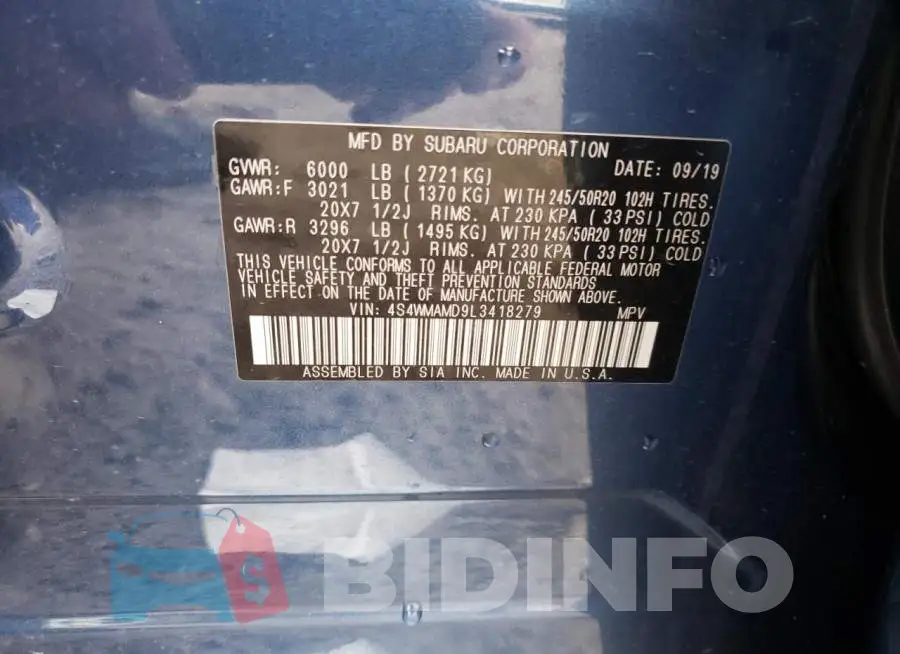 MFD BY SUBARU CORPORATION
GVWR: 6000 LB ( 2721 KG) DATE: 09/19
GAWR:F 3021 LB ( 1370 KG) WITH 245/50R20 102H TIRES.
20X7 1/2J RIMS. AT 230 KPA ( 33 PSI) COLD
GAWR:R 3296 LB ( 1495 KG) WITH 245/50R20 102H TIRES.
20X7 1/2J RIMS. AT 230 KPA ( 33 PSI) COLD
THIS VEHICLE CONFORMS TO ALL APPLICABLE FEDERAL MOTOR
VEHICLE SAFETY AND THEFT PREVENTION STANDARDS
IN EFFECT ON THE DATE OF MANUFACTURE SHOWN ABOVE.
VIN: 4S4WMAMD9L3418279 MPV
ASSEMBLED BY SIA INC. MADE IN U.S.A.
$ BIDINFO